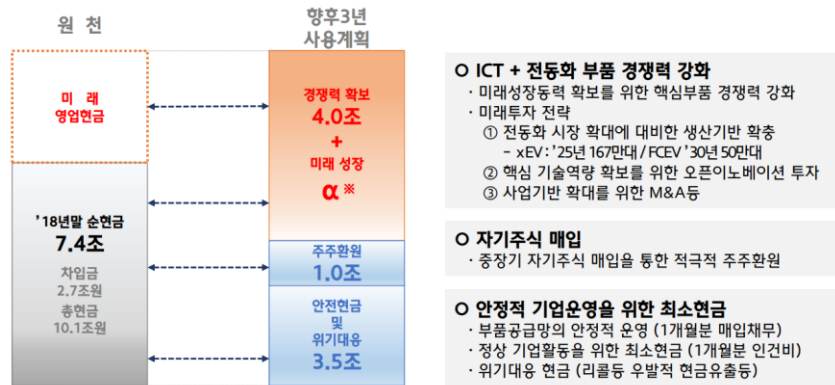 원 천
향후3년
사용계획
미 래
영업현금
경쟁력 확보
4.0조
+
미래 성장
α ※
'18년말 순현금
7.4조
차입금
2.7조원
총현금
10.1조원
주주환원
1.0조
안전현금
및
위기대응
3.5조
ㅇ ICT + 전동화 부품 경쟁력 강화
· 미래성장동력 확보를 위한 핵심부품 경쟁력 강화
· 미래투자 전략
① 전동화 시장 확대에 대비한 생산기반 확충
- xEV : '25년 167만대 / FCEV '30년 50만대
② 핵심 기술역량 확보를 위한 오픈이노베이션 투자
③ 사업기반 확대를 위한 M&A등
ㅇ 자기주식 매입
· 중장기 자기주식 매입을 통한 적극적 주주환원
ㅇ 안정적 기업운영을 위한 최소현금
· 부품공급망의 안정적 운영 (1개월분 매입채무)
· 정상 기업활동을 위한 최소현금 (1개월분 인건비)
· 위기대응 현금 (리콜등 우발적 현금유출등)